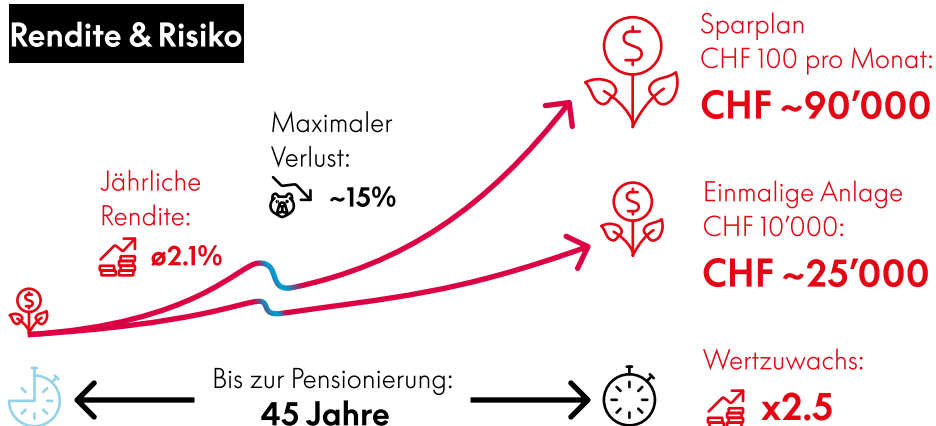 Rendite & Risiko
Sparplan
CHF 100 pro Monat:
CHF ~90’000
Maximaler
Verlust:
~15%
Jährliche
Rendite:
ø2.1%
Einmalige Anlage
CHF 10’000:
CHF ~25’000
Bis zur Pensionierung:
45 Jahre
Wertzuwachs:
x2.5